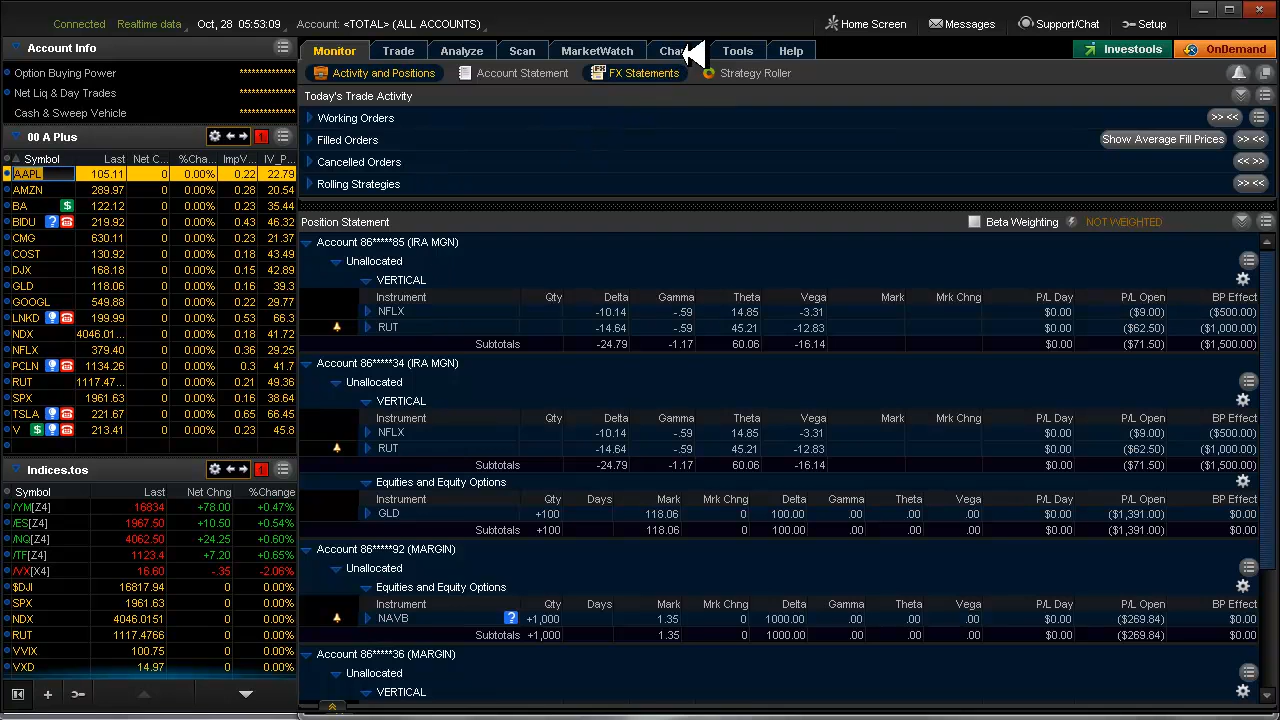 Connected Realtime data Oct, 28 05:53:09 Account: <TOTAL> (ALL ACCOUNTS) Home Screen Messages Support/Chat Setup
Account Info
Option Buying Power **************
Net Liq & Day Trades **************
Cash & Sweep Vehicle **************
Monitor Trade Analyze Scan MarketWatch Tools Help Investools OnDemand
Activity and Positions Account Statement FX Statements Strategy Roller
Today's Trade Activity
Working Orders >> <<
Filled Orders Show Average Fill Prices >> <<
Cancelled Orders << >>
Rolling Strategies >> <<
00 A Plus 1
Symbol Last Net C... %Cha... ImpV... IV_P...
AAPL 105.11 0 0.00% 0.22 22.79
AMZN 289.97 0 0.00% 0.28 20.54
BA $ 122.12 0 0.00% 0.23 35.44
BIDU ? 219.92 0 0.00% 0.43 46.32
CMG 630.11 0 0.00% 0.23 21.37
COST 130.92 0 0.00% 0.18 43.49
DJX 168.18 0 0.00% 0.15 42.89
GLD 118.06 0 0.00% 0.16 39.3
GOOGL 549.88 0 0.00% 0.22 29.77
LNKD 199.99 0 0.00% 0.53 66.3
NDX 4046.01... 0 0.00% 0.18 41.72
NFLX 379.40 0 0.00% 0.36 29.25
PCLN 1134.26 0 0.00% 0.3 41.7
RUT 1117.47... 0 0.00% 0.21 49.36
SPX 1961.63 0 0.00% 0.16 38.64
TSLA 221.67 0 0.00% 0.65 66.45
V $ 213.41 0 0.00% 0.23 45.8
Indices.tos 1
Symbol Last Net Chng %Change
/YM[Z4] 16834 +78.00 +0.47%
/ES[Z4] 1967.50 +10.50 +0.54%
/NQ[Z4] 4062.50 +24.25 +0.60%
/TF[Z4] 1123.4 +7.20 +0.65%
/VX[X4] 16.60 -.35 -2.06%
$DJI 16817.94 0 0.00%
SPX 1961.63 0 0.00%
NDX 4046.0151 0 0.00%
RUT 1117.4766 0 0.00%
VVIX 100.75 0 0.00%
VXD 14.97 0 0.00%
Position Statement Beta Weighting NOT WEIGHTED
Account 86*****85 (IRA MGN)
Unallocated
VERTICAL
Instrument Qty Delta Gamma Theta Vega Mark Mrk Chng P/L Day P/L Open BP Effect
NFLX -10.14 -.59 14.85 -3.31 $0.00 ($9.00) ($500.00)
RUT -14.64 -.59 45.21 -12.83 $0.00 ($62.50) ($1,000.00)
Subtotals -24.79 -1.17 60.06 -16.14 $0.00 ($71.50) ($1,500.00)
Account 86*****34 (IRA MGN)
Unallocated
VERTICAL
Instrument Qty Delta Gamma Theta Vega Mark Mrk Chng P/L Day P/L Open BP Effect
NFLX -10.14 -.59 14.85 -3.31 $0.00 ($9.00) ($500.00)
RUT -14.64 -.59 45.21 -12.83 $0.00 ($62.50) ($1,000.00)
Subtotals -24.79 -1.17 60.06 -16.14 $0.00 ($71.50) ($1,500.00)
Equities and Equity Options
Instrument Qty Days Mark Mrk Chng Delta Gamma Theta Vega P/L Day P/L Open BP Effect
GLD +100 118.06 0 100.00 .00 .00 .00 $0.00 ($1,391.00) $0.00
Subtotals +100 118.06 0 100.00 .00 .00 .00 $0.00 ($1,391.00) $0.00
Account 86*****35 (MARGIN)
Unallocated
Equities and Equity Options
Instrument Qty Days Mark Mrk Chng Delta Gamma Theta Vega P/L Day P/L Open BP Effect
NAVB ? +1,000 1.35 0 1000.00 .00 .00 .00 $0.00 ($269.84) $0.00
Subtotals +1,000 1.35 0 1000.00 .00 .00 .00 $0.00 ($269.84) $0.00
Account 86*****36 (MARGIN)
Unallocated
VERTICAL